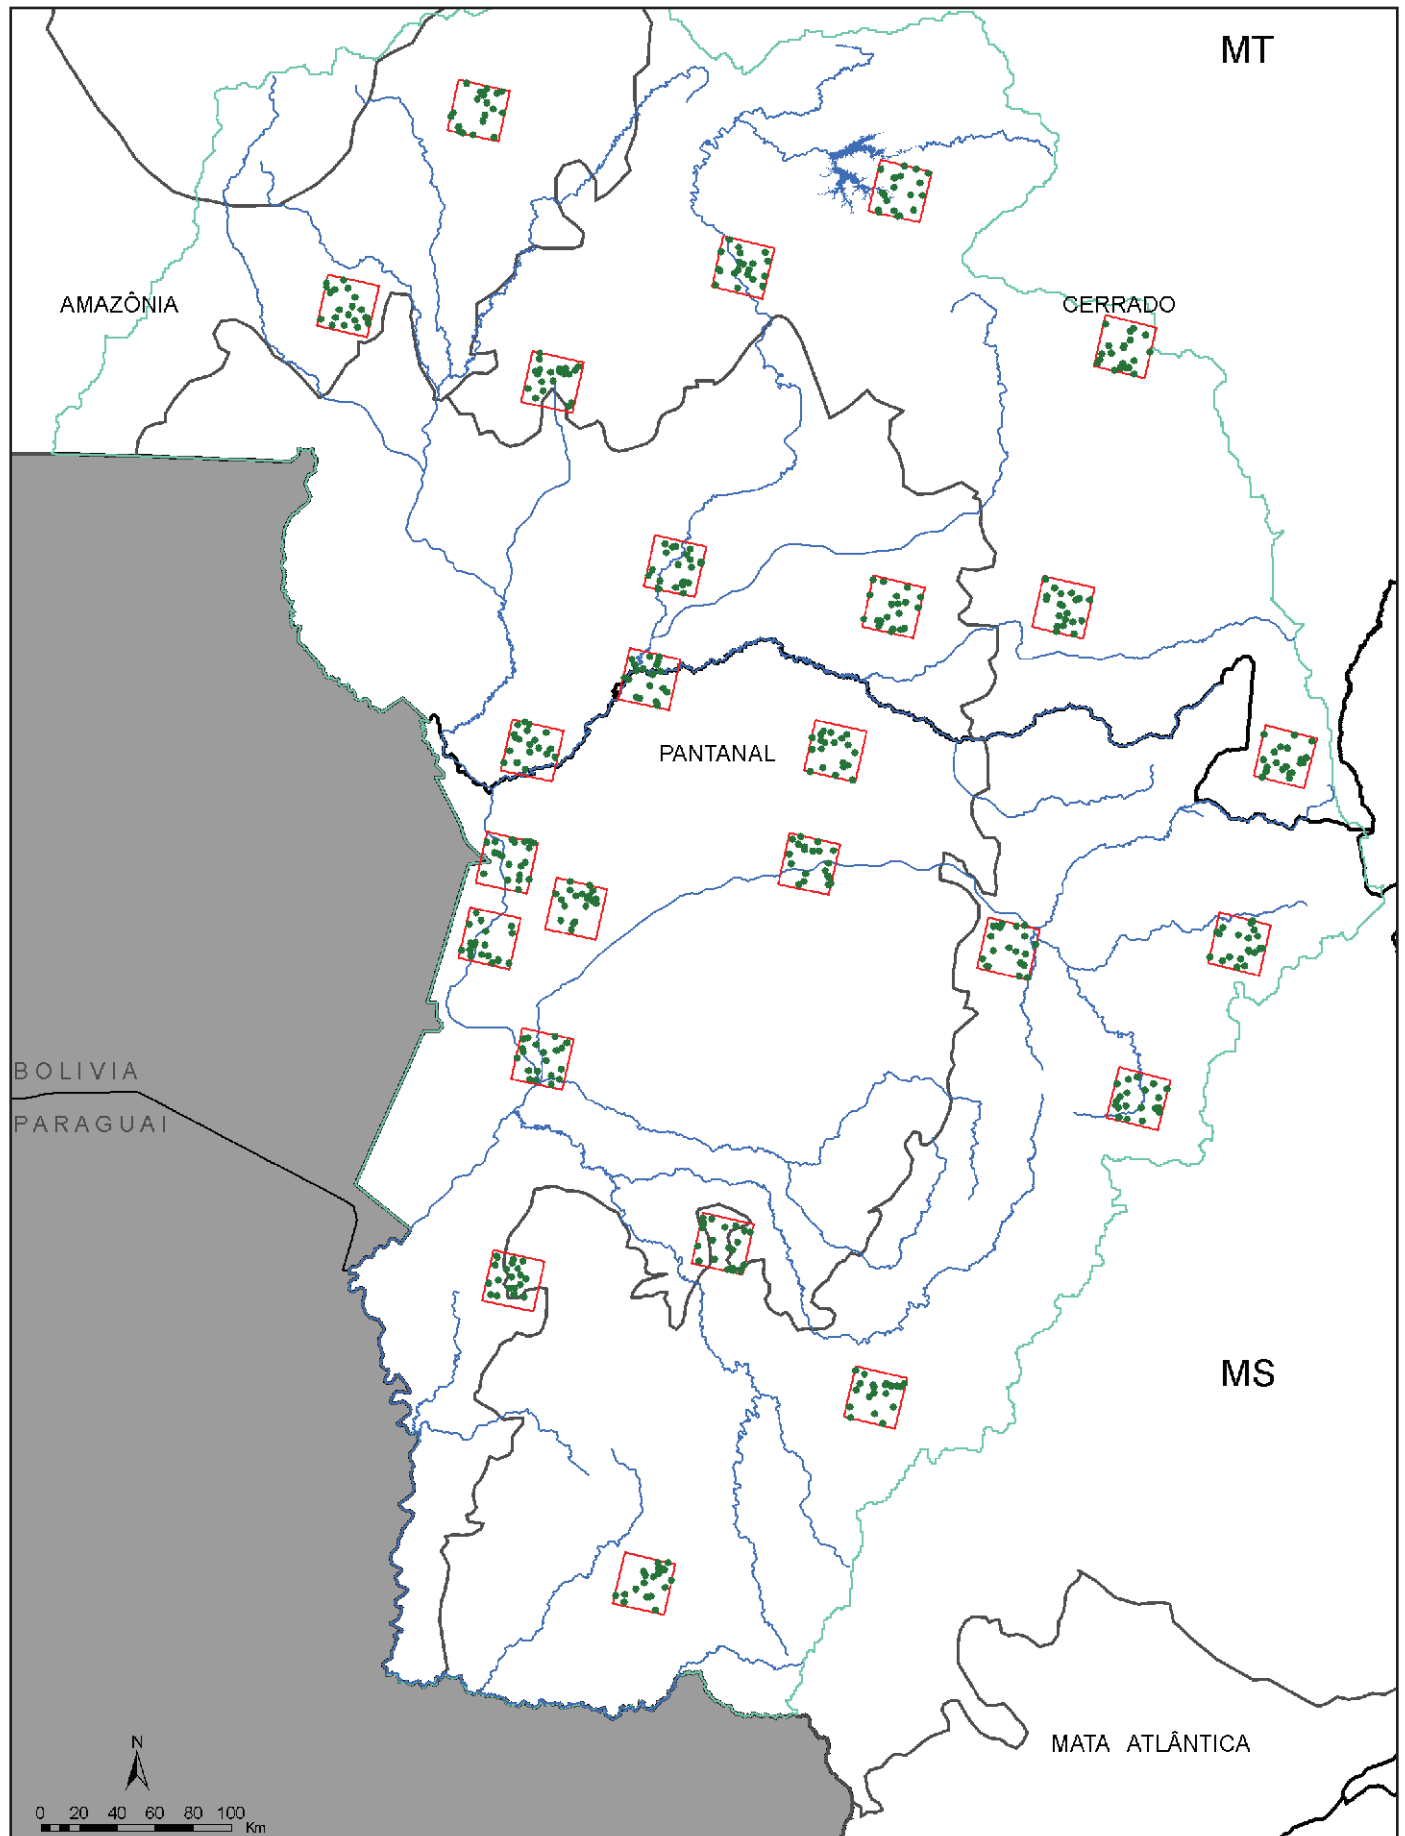 MT
AMAZÔNIA
CERRADO
PANTANAL
BOLIVIA
PARAGUAI
MS
MATA ATLÂNTICA
N
0 20 40 60 80 100
Km